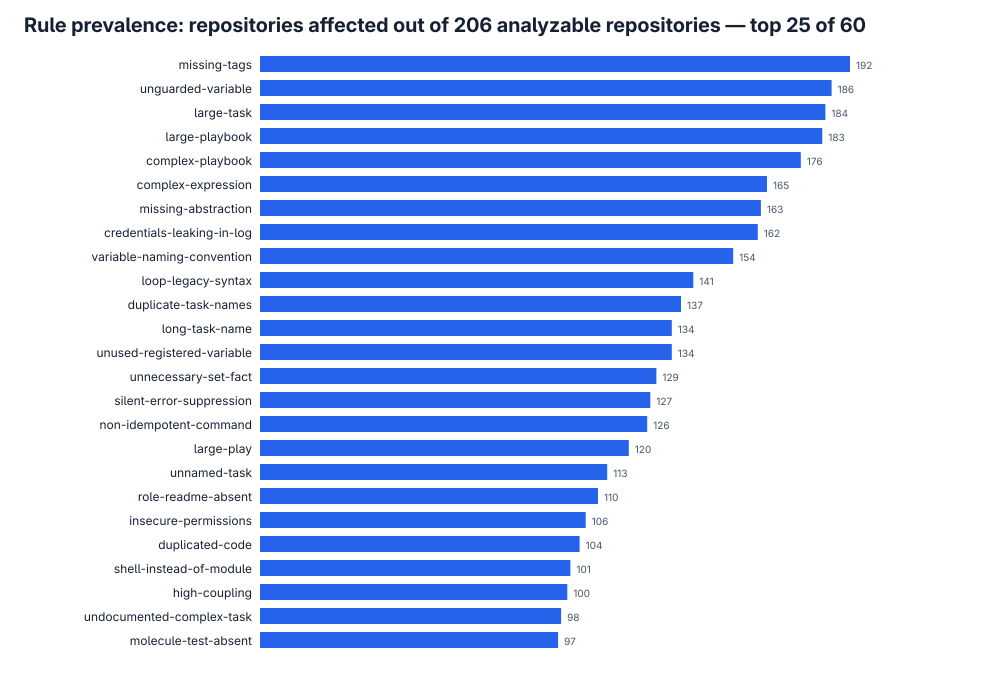 Rule prevalence: repositories affected out of 206 analyzable repositories — top 25 of 60
missing-tags 192
unguarded-variable 186
large-task 184
large-playbook 183
complex-playbook 176
complex-expression 165
missing-abstraction 163
credentials-leaking-in-log 162
variable-naming-convention 154
loop-legacy-syntax 141
duplicate-task-names 137
long-task-name 134
unused-registered-variable 134
unnecessary-set-fact 129
silent-error-suppression 127
non-idempotent-command 126
large-play 120
unnamed-task 113
role-readme-absent 110
insecure-permissions 106
duplicated-code 104
shell-instead-of-module 101
high-coupling 100
undocumented-complex-task 98
molecule-test-absent 97